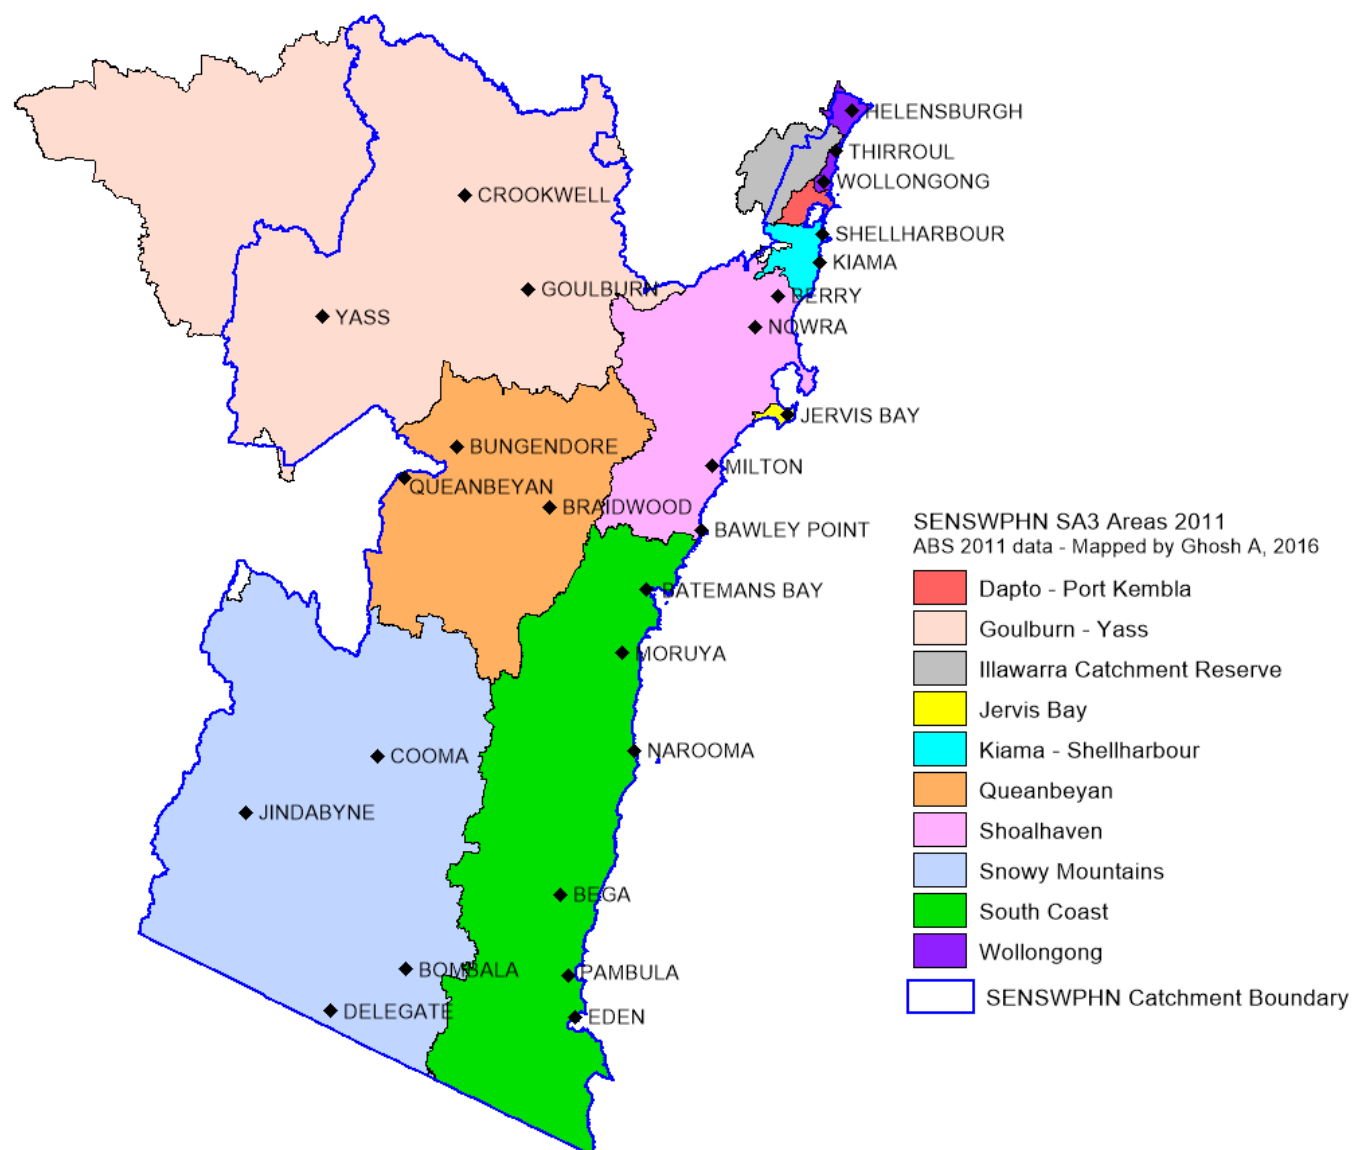 HELENSBURGH
THIRROUL
WOLLONGONG
CROOKWELL
SHELLHARBOUR
KIAMA
GOULBURN
BERRY
YASS
NOWRA
JERVIS BAY
BUNGENDORE
MILTON
QUEANBEYAN
BRAIDWOOD
BAWLEY POINT
BATEMANS BAY
MORUYA
NAROOMA
COOMA
JINDABYNE
BEGA
BOMBALA
PAMBULA
DELEGATE
EDEN
SENSWPHN SA3 Areas 2011
ABS 2011 data - Mapped by Ghosh A, 2016
Dapto - Port Kembla
Goulburn - Yass
Illawarra Catchment Reserve
Jervis Bay
Kiama - Shellharbour
Queanbeyan
Shoalhaven
Snowy Mountains
South Coast
Wollongong
SENSWPHN Catchment Boundary